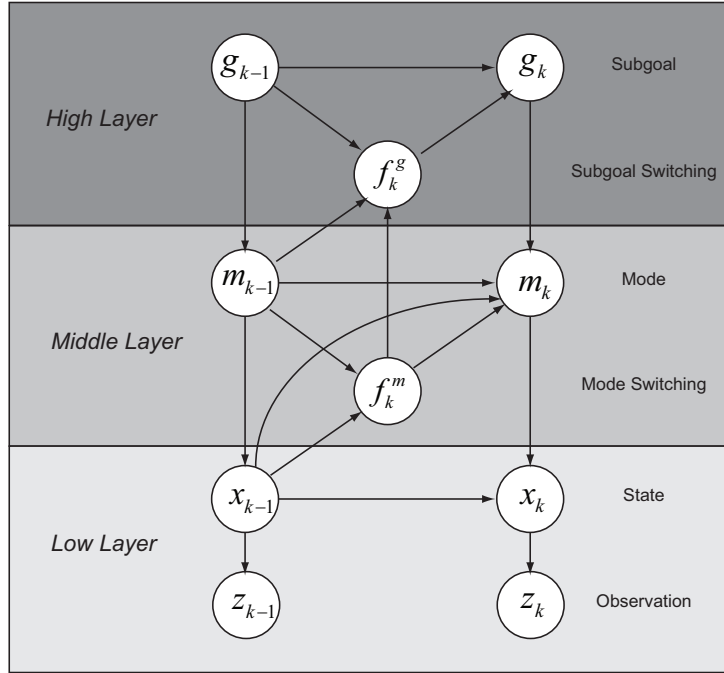 g_{k-1} g_k Subgoal
High Layer
f_k^g Subgoal Switching
m_{k-1} m_k Mode
Middle Layer
f_k^m Mode Switching
x_{k-1} x_k State
Low Layer
z_{k-1} z_k Observation